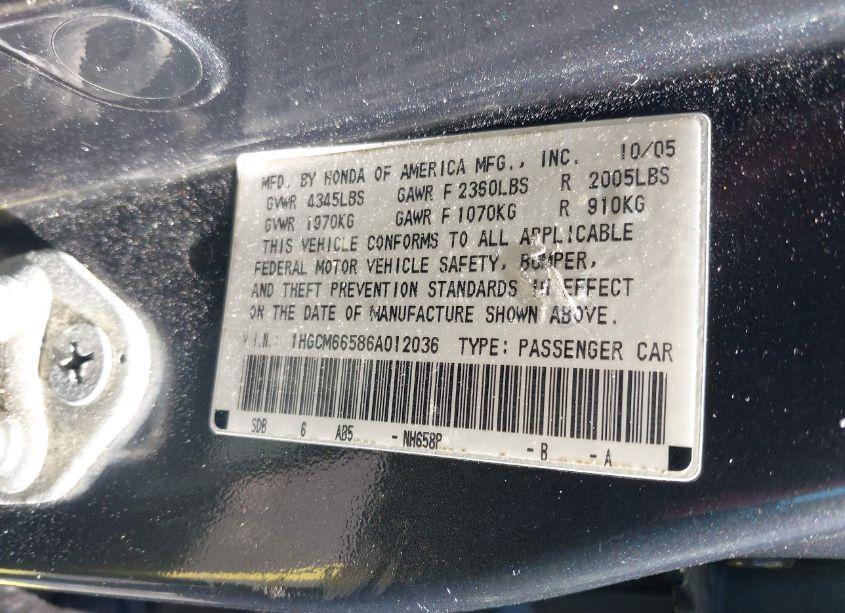 MFD. BY HONDA OF AMERICA MFG., INC. 10/05
GVWR 4345LBS GAWR F 2360LBS R 2005LBS
GVWR 1970KG GAWR F 1070KG R 910KG
THIS VEHICLE CONFORMS TO ALL APPLICABLE
FEDERAL MOTOR VEHICLE SAFETY, BUMPER,
AND THEFT PREVENTION STANDARDS IN EFFECT
ON THE DATE OF MANUFACTURE SHOWN ABOVE.
V.I.N.: 1HGCM66586A012036 TYPE: PASSENGER CAR
SDB 6 AB5 - NH658P - B - A